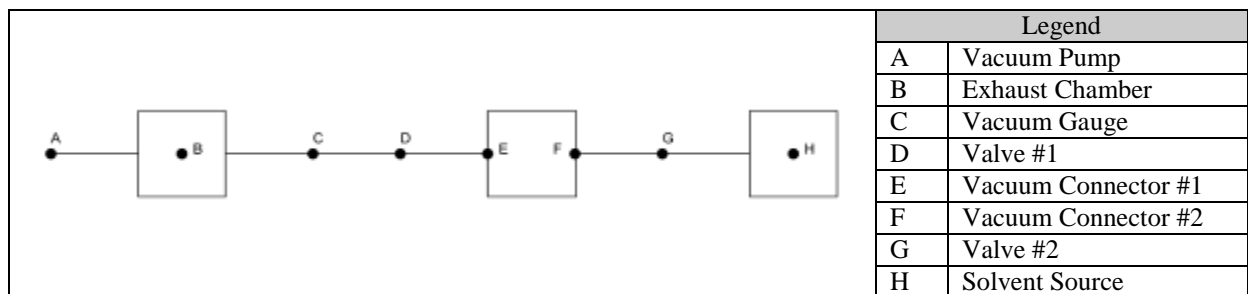 A
B
C
D
E
F
G
H
Legend
A Vacuum Pump
B Exhaust Chamber
C Vacuum Gauge
D Valve #1
E Vacuum Connector #1
F Vacuum Connector #2
G Valve #2
H Solvent Source